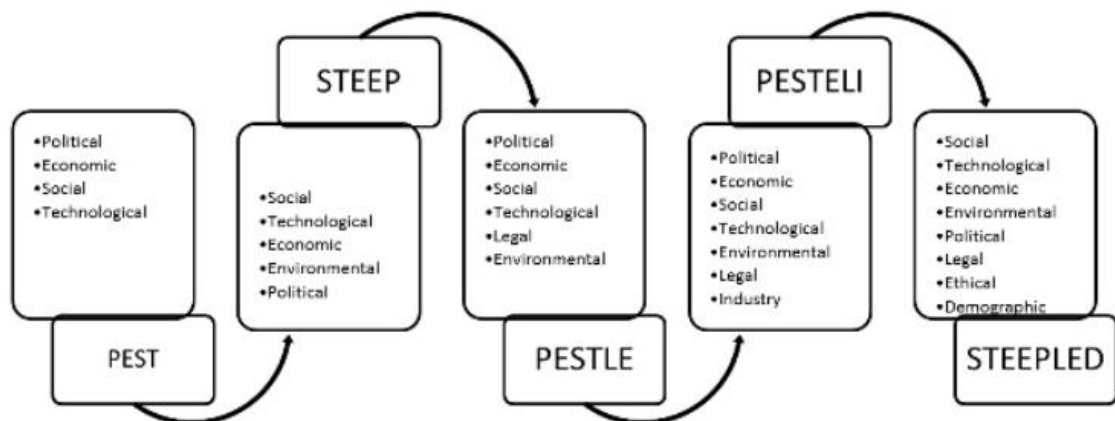 •Political
•Economic
•Social
•Technological
PEST
STEEP
•Social
•Technological
•Economic
•Environmental
•Political
•Political
•Economic
•Social
•Technological
•Legal
•Environmental
PESTLE
PESTELI
•Political
•Economic
•Social
•Technological
•Environmental
•Legal
•Industry
•Social
•Technological
•Economic
•Environmental
•Political
•Legal
•Ethical
•Demographic
STEEPLED